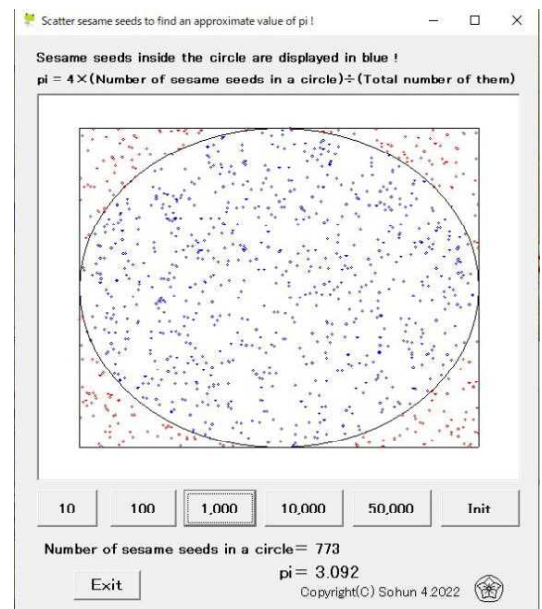 Scatter sesame seeds to find an approximate value of pi !
Sesame seeds inside the circle are displayed in blue !
pi = 4×(Number of sesame seeds in a circle)÷(Total number of them)
10 100 1,000 10,000 50,000 Init
Number of sesame seeds in a circle= 773
pi= 3.092
Exit
Copyright(C) Sohun 4.2022